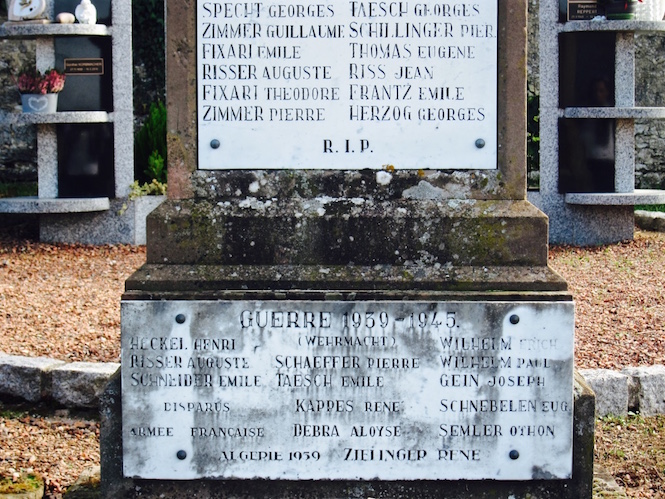 SPECHT GEORGES TAESCH GEORGES
ZIMMER GUILLAUME SCHILLINGER PIER.
FIXARI EMILE THOMAS EUGENE
RISSER AUGUSTE RISS JEAN
FIXARI THEODORE FRANTZ EMILE
ZIMMER PIERRE HERZOG GEORGES
R.I.P.
GUERRE 1939-1945.
HECKEL HENRI (WEHRMACHT) WILHELM
RISSER AUGUSTE SCHAEFFER PIERRE WILHELM PAUL
SCHNEIDER EMILE TAESCH EMILE GEIN JOSEPH
DISPARUS KAPPES RENE SCHNEBELEN EUG.
ARMEE FRANÇAISE DEBRA ALOYSE SEMLER OTHON
ALGERIE 1959 ZIEGINGER RENE